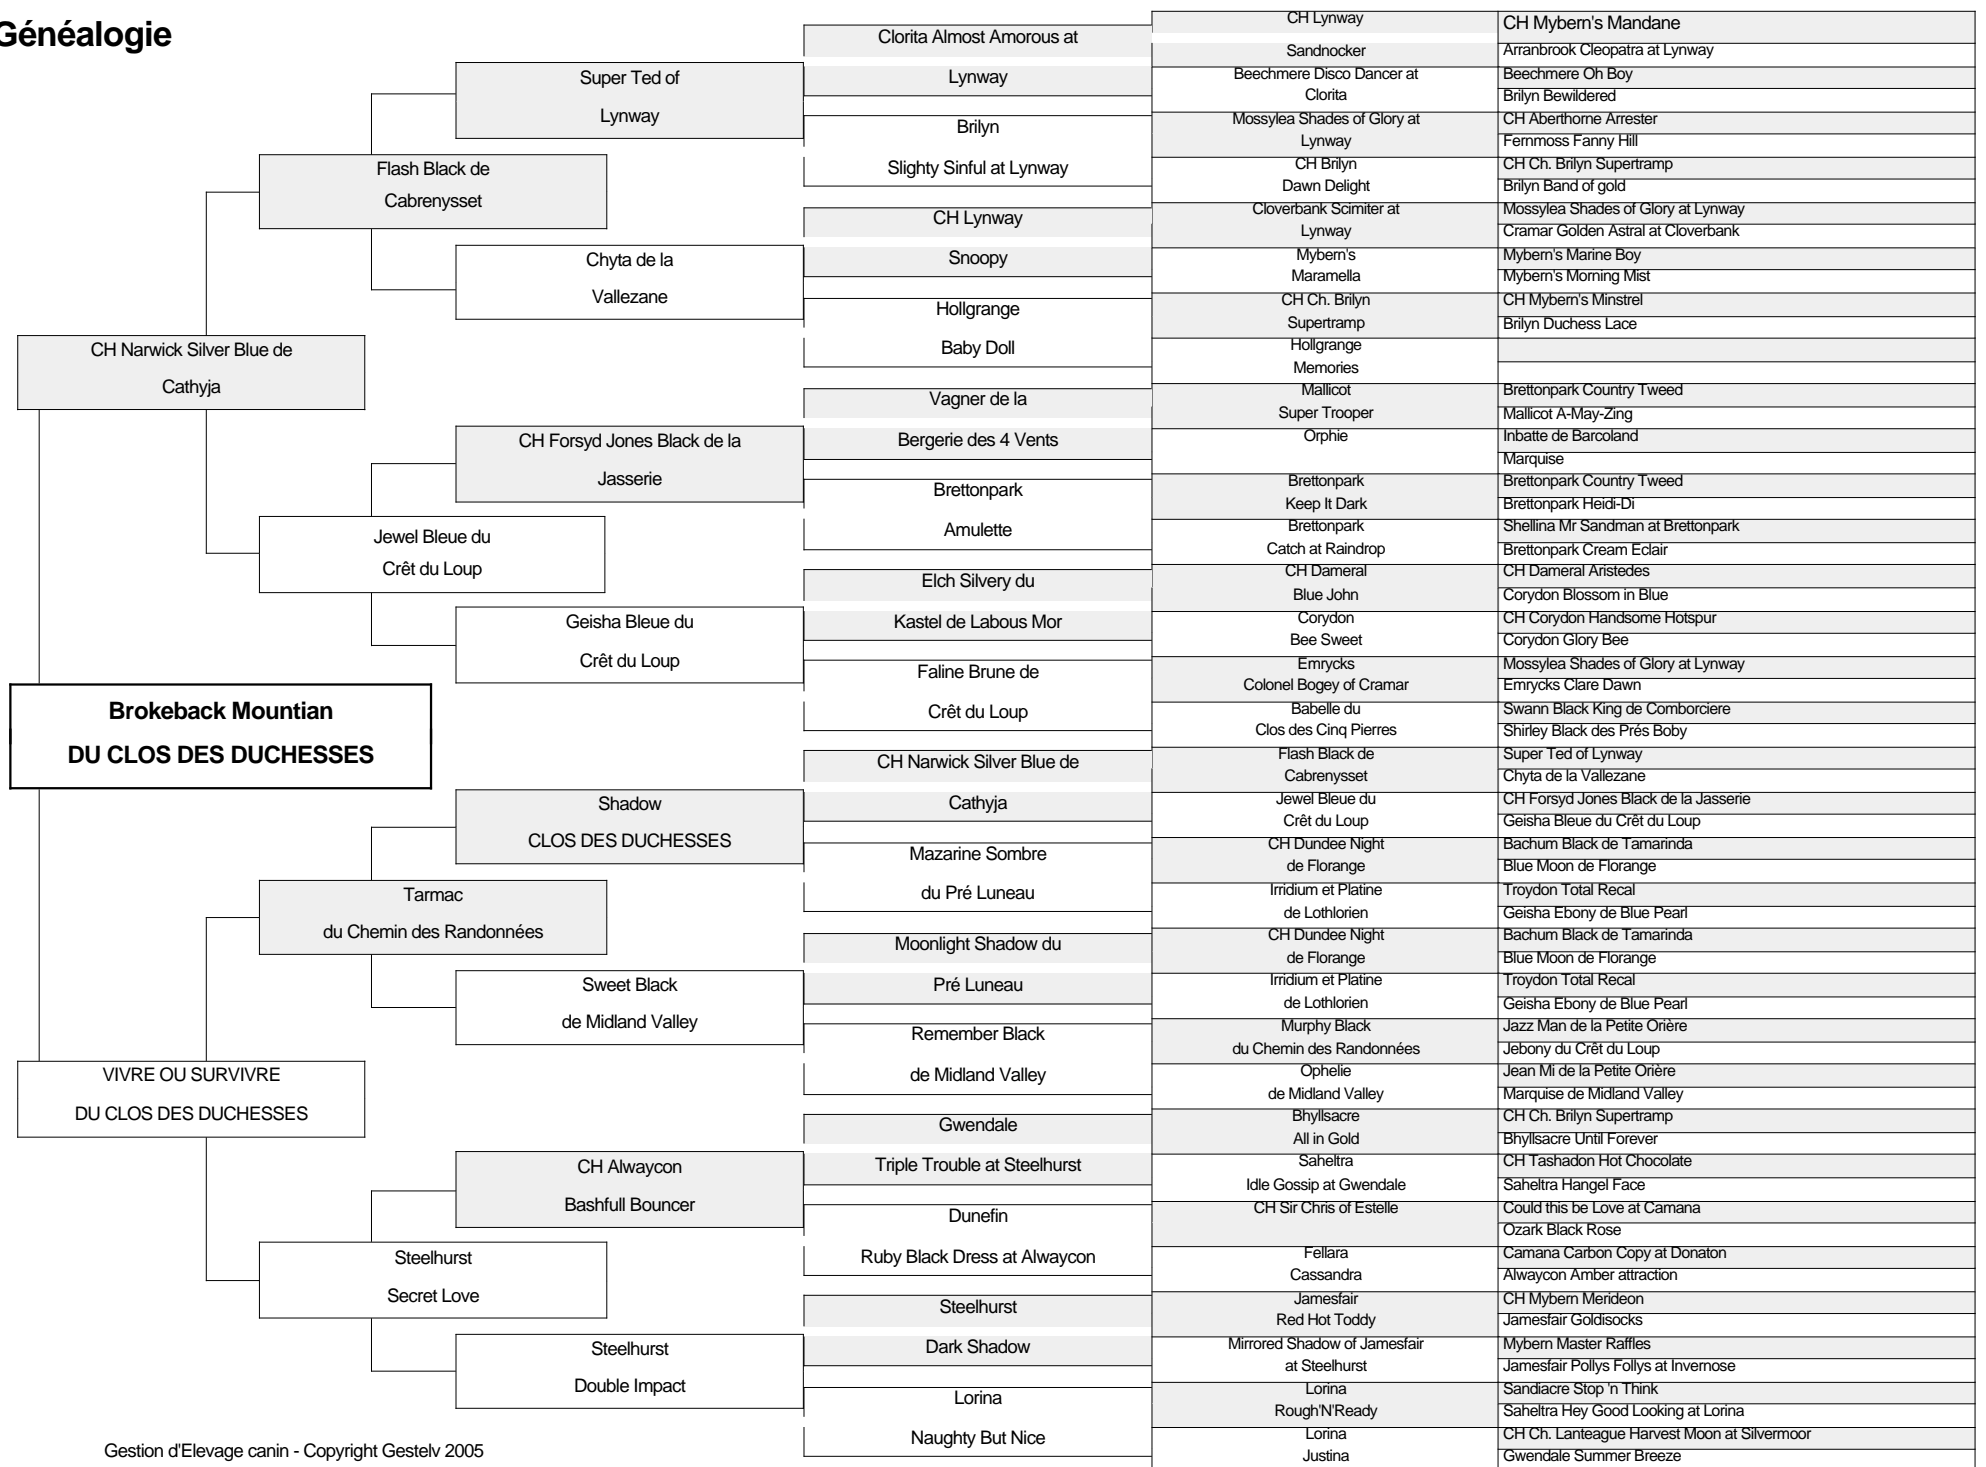 Généalogie
Brokeback Mountian
DU CLOS DES DUCHESSES
CH Narwick Silver Blue de
Cathyja
VIVRE OU SURVIVRE
DU CLOS DES DUCHESSES
Flash Black de
Cabrenysset
Jewel Bleue du
Crêt du Loup
Tarmac
du Chemin des Randonnées
Steelhurst
Secret Love
Super Ted of
Lynway
Chyta de la
Vallezane
CH Forsyd Jones Black de la
Jasserie
Geisha Bleue du
Crêt du Loup
Shadow
CLOS DES DUCHESSES
Sweet Black
de Midland Valley
CH Alwaycon
Bashfull Bouncer
Steelhurst
Double Impact
Clorita Almost Amorous at
Lynway
Brilyn
Slighty Sinful at Lynway
CH Lynway
Snoopy
Hollgrange
Baby Doll
Vagner de la
Bergerie des 4 Vents
Brettonpark
Amulette
Elch Silvery du
Kastel de Labous Mor
Faline Brune de
Crêt du Loup
CH Narwick Silver Blue de
Cathyja
Mazarine Sombre
du Pré Luneau
Moonlight Shadow du
Pré Luneau
Remember Black
de Midland Valley
Gwendale
Triple Trouble at Steelhurst
Dunefin
Ruby Black Dress at Alwaycon
Steelhurst
Dark Shadow
Lorina
Naughty But Nice
CH Lynway
Sandnocker
Beechmere Disco Dancer at
Clorita
Mossylea Shades of Glory at
Lynway
CH Brilyn
Dawn Delight
Cloverbank Scimiter at
Lynway
Mybern's
Maramella
CH Ch. Brilyn
Supertramp
Hollgrange
Memories
Mallicot
Super Trooper
Orphie
Brettonpark
Keep It Dark
Brettonpark
Catch at Raindrop
CH Dameral
Blue John
Corydon
Bee Sweet
Emrycks
Colonel Bogey of Cramar
Babelle du
Clos des Cinq Pierres
Flash Black de
Cabrenysset
Jewel Bleue du
Crêt du Loup
CH Dundee Night
de Florange
Irridium et Platine
de Lothlorien
CH Dundee Night
de Florange
Irridium et Platine
de Lothlorien
Murphy Black
du Chemin des Randonnées
Ophelie
de Midland Valley
Bhyllsacre
All in Gold
Saheltra
Idle Gossip at Gwendale
CH Sir Chris of Estelle
Fellara
Cassandra
Jamesfair
Red Hot Toddy
Mirrored Shadow of Jamesfair
at Steelhurst
Lorina
Rough'N'Ready
Lorina
Justina
CH Mybern's Mandane
Arranbrook Cleopatra at Lynway
Beechmere Oh Boy
Brilyn Bewildered
CH Aberthorne Arrester
Fernmoss Fanny Hill
CH Ch. Brilyn Supertramp
Brilyn Band of gold
Mossylea Shades of Glory at Lynway
Cramar Golden Astral at Cloverbank
Mybern's Marine Boy
Mybern's Morning Mist
CH Mybern's Minstrel
Brilyn Duchess Lace
Brettonpark Country Tweed
Mallicot A-May-Zing
Inbatte de Barcoland
Marquise
Brettonpark Country Tweed
Brettonpark Heidi-Di
Shellina Mr Sandman at Brettonpark
Brettonpark Cream Eclair
CH Dameral Aristedes
Corydon Blossom in Blue
CH Corydon Handsome Hotspur
Corydon Glory Bee
Mossylea Shades of Glory at Lynway
Emrycks Clare Dawn
Swann Black King de Comborciere
Shirley Black des Prés Boby
Super Ted of Lynway
Chyta de la Vallezane
CH Forsyd Jones Black de la Jasserie
Geisha Bleue du Crêt du Loup
Bachum Black de Tamarinda
Blue Moon de Florange
Troydon Total Recal
Geisha Ebony de Blue Pearl
Bachum Black de Tamarinda
Blue Moon de Florange
Troydon Total Recal
Geisha Ebony de Blue Pearl
Jazz Man de la Petite Orière
Jebony du Crêt du Loup
Jean Mi de la Petite Orière
Marquise de Midland Valley
CH Ch. Brilyn Supertramp
Bhyllsacre Until Forever
CH Tashadon Hot Chocolate
Saheltra Hangel Face
Could this be Love at Camana
Ozark Black Rose
Camana Carbon Copy at Donaton
Alwaycon Amber attraction
CH Mybern Merideon
Jamesfair Goldisocks
Mybern Master Raffles
Jamesfair Pollys Follys at Invernose
Sandiacre Stop 'n Think
Saheltra Hey Good Looking at Lorina
CH Ch. Lanteague Harvest Moon at Silvermoor
Gwendale Summer Breeze
Gestion d'Elevage canin - Copyright Gestelv 2005